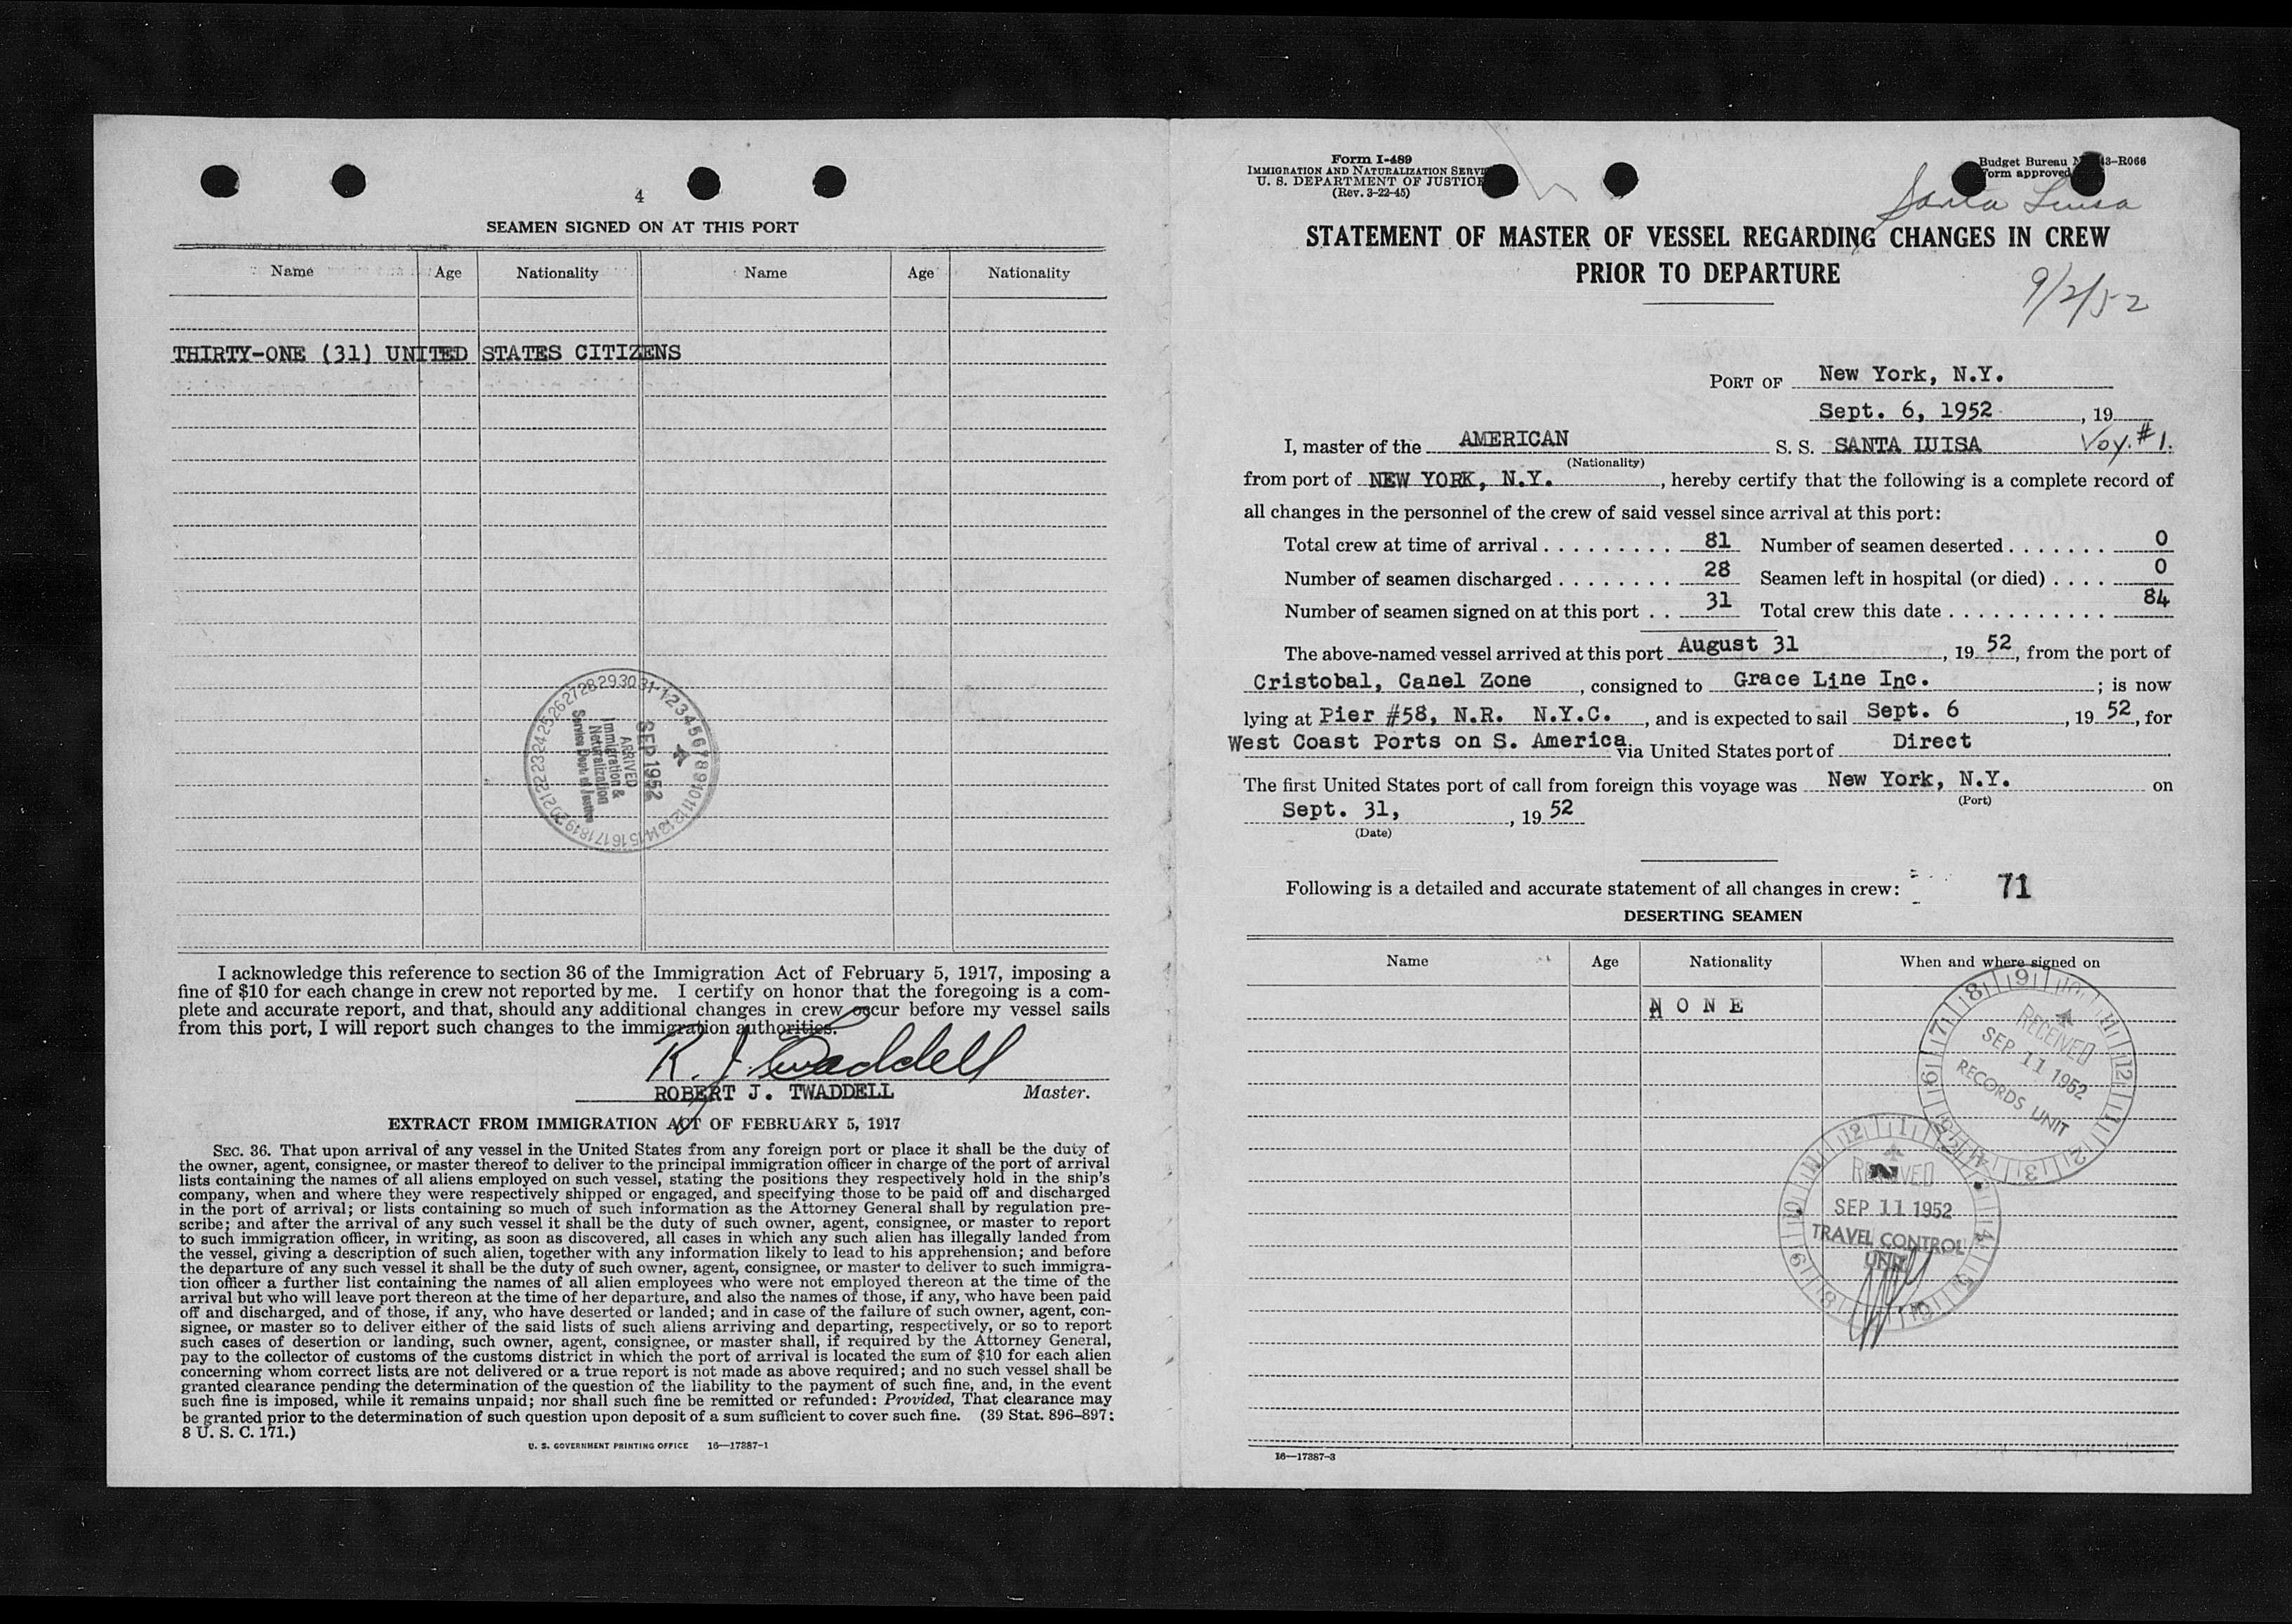 4
SEAMEN SIGNED ON AT THIS PORT
Name Age Nationality Name Age Nationality
THIRTY-ONE (31) UNITED STATES CITIZENS
ARRIVED
SEP 1952
Immigration &
Naturalization
Service Dept. of Justice
I acknowledge this reference to section 36 of the Immigration Act of February 5, 1917, imposing a
fine of $10 for each change in crew not reported by me. I certify on honor that the foregoing is a com-
plete and accurate report, and that, should any additional changes in crew occur before my vessel sails
from this port, I will report such changes to the immigration authorities.
R. J. Twaddell
ROBERT J. TWADDELL Master.
EXTRACT FROM IMMIGRATION ACT OF FEBRUARY 5, 1917
SEC. 36. That upon arrival of any vessel in the United States from any foreign port or place it shall be the duty of
the owner, agent, consignee, or master thereof to deliver to the principal immigration officer in charge of the port of arrival
lists containing the names of all aliens employed on such vessel, stating the positions they respectively hold in the ship's
company, when and where they were respectively shipped or engaged, and specifying those to be paid off and discharged
in the port of arrival; or lists containing so much of such information as the Attorney General shall by regulation pre-
scribe; and after the arrival of any such vessel it shall be the duty of such owner, agent, consignee, or master to report
to such immigration officer, in writing, as soon as discovered, all cases in which any such alien has illegally landed from
the vessel, giving a description of such alien, together with any information likely to lead to his apprehension; and before
the departure of any such vessel it shall be the duty of such owner, agent, consignee, or master to deliver to such immigra-
tion officer a further list containing the names of all alien employees who were not employed thereon at the time of the
arrival but who will leave port thereon at the time of her departure, and also the names of those, if any, who have been paid
off and discharged, and of those, if any, who have deserted or landed; and in case of the failure of such owner, agent, con-
signee, or master so to deliver either of the said lists of such aliens arriving and departing, respectively, or so to report
such cases of desertion or landing, such owner, agent, consignee, or master shall, if required by the Attorney General,
pay to the collector of customs of the customs district in which the port of arrival is located the sum of $10 for each alien
concerning whom correct lists are not delivered or a true report is not made as above required; and no such vessel shall be
granted clearance pending the determination of the question of the liability to the payment of such fine, and, in the event
such fine is imposed, while it remains unpaid; nor shall such fine be remitted or refunded: Provided, That clearance may
be granted prior to the determination of such question upon deposit of a sum sufficient to cover such fine. (39 Stat. 896–897;
8 U. S. C. 171.)
U. S. GOVERNMENT PRINTING OFFICE 16—17387-1
Form I-489
IMMIGRATION AND NATURALIZATION
U. S. DEPARTMENT OF JUSTICE
(Rev. 3-22-45)
Budget Bureau 43-R066
Form approved
Santa Luisa
STATEMENT OF MASTER OF VESSEL REGARDING CHANGES IN CREW
PRIOR TO DEPARTURE
9/2/52
PORT OF New York, N.Y.
Sept. 6, 1952 , 19
I, master of the AMERICAN S. S. SANTA LUISA Voy. #1.
(Nationality)
from port of NEW YORK, N.Y. , hereby certify that the following is a complete record of
all changes in the personnel of the crew of said vessel since arrival at this port:
Total crew at time of arrival . . . . . . . . . 81 Number of seamen deserted . . . . . . . 0
Number of seamen discharged . . . . . . . . 28 Seamen left in hospital (or died) . . . . 0
Number of seamen signed on at this port . . 31 Total crew this date . . . . . . . . . . . . 84
The above-named vessel arrived at this port August 31 , 19 52, from the port of
Cristobal, Canel Zone , consigned to Grace Line Inc. ; is now
lying at Pier #58, N.R. N.Y.C. , and is expected to sail Sept. 6 , 19 52, for
West Coast Ports on S. America via United States port of Direct
The first United States port of call from foreign this voyage was New York, N.Y. on
(Port)
Sept. 31, , 19 52
(Date)
Following is a detailed and accurate statement of all changes in crew: 71
DESERTING SEAMEN
Name Age Nationality When and where signed on
N O N E
RECEIVED
SEP 11 1952
RECORDS UNIT
RECEIVED
SEP 11 1952
TRAVEL CONTROL
UNIT
16—17387-3